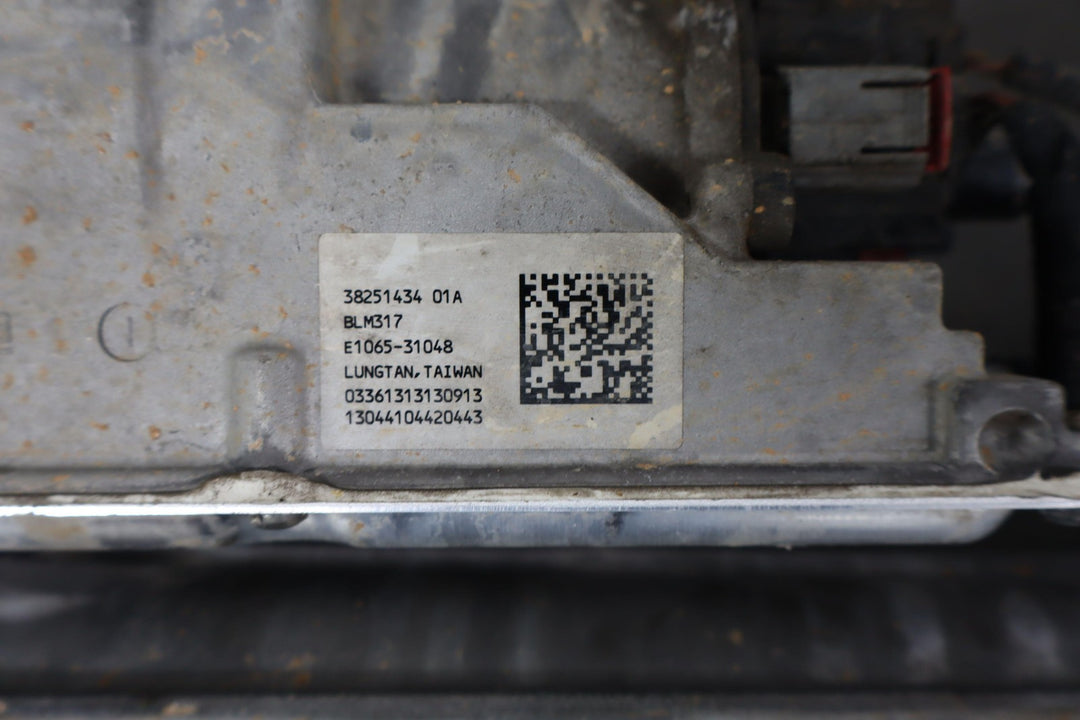 38251434 01A
BLM317
E1065-31048
LUNGTAN,TAIWAN
03361313130913
13044104420443